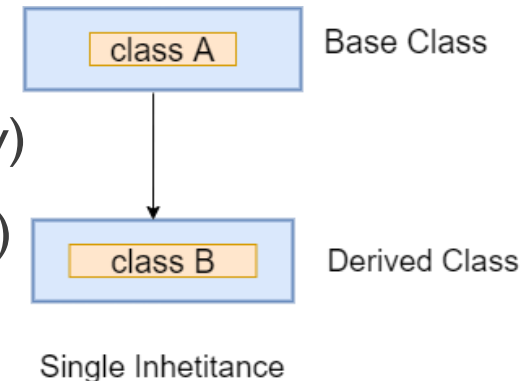 class A
Base Class
)
)
class B
Derived Class
Single Inhetitance